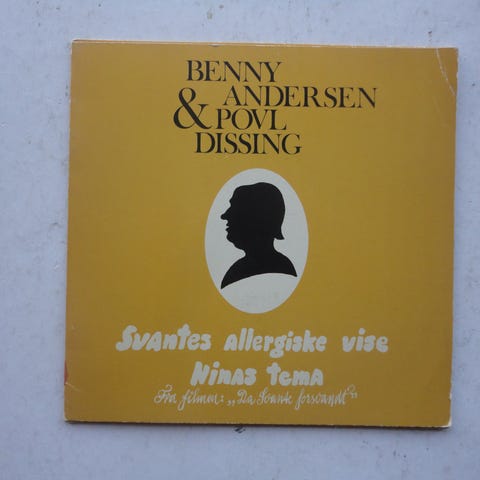 BENNY
ANDERSEN
& POVL
DISSING
Svantes allergiske vise
Ninas tema
Fra filmen: „Da Svante forsvandt"